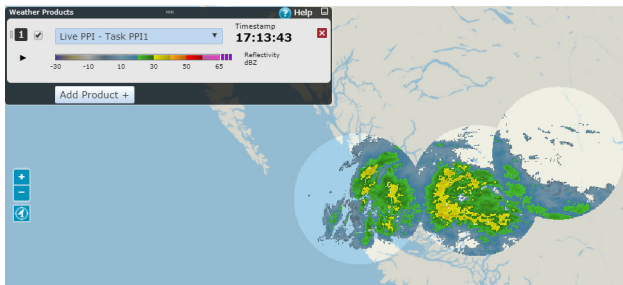 Weather Products
? Help
1
Live PPI - Task PPI1
Timestamp
17:13:43
-30 -10 10 30 50 65
Reflectivity
dBZ
Add Product +
+
-